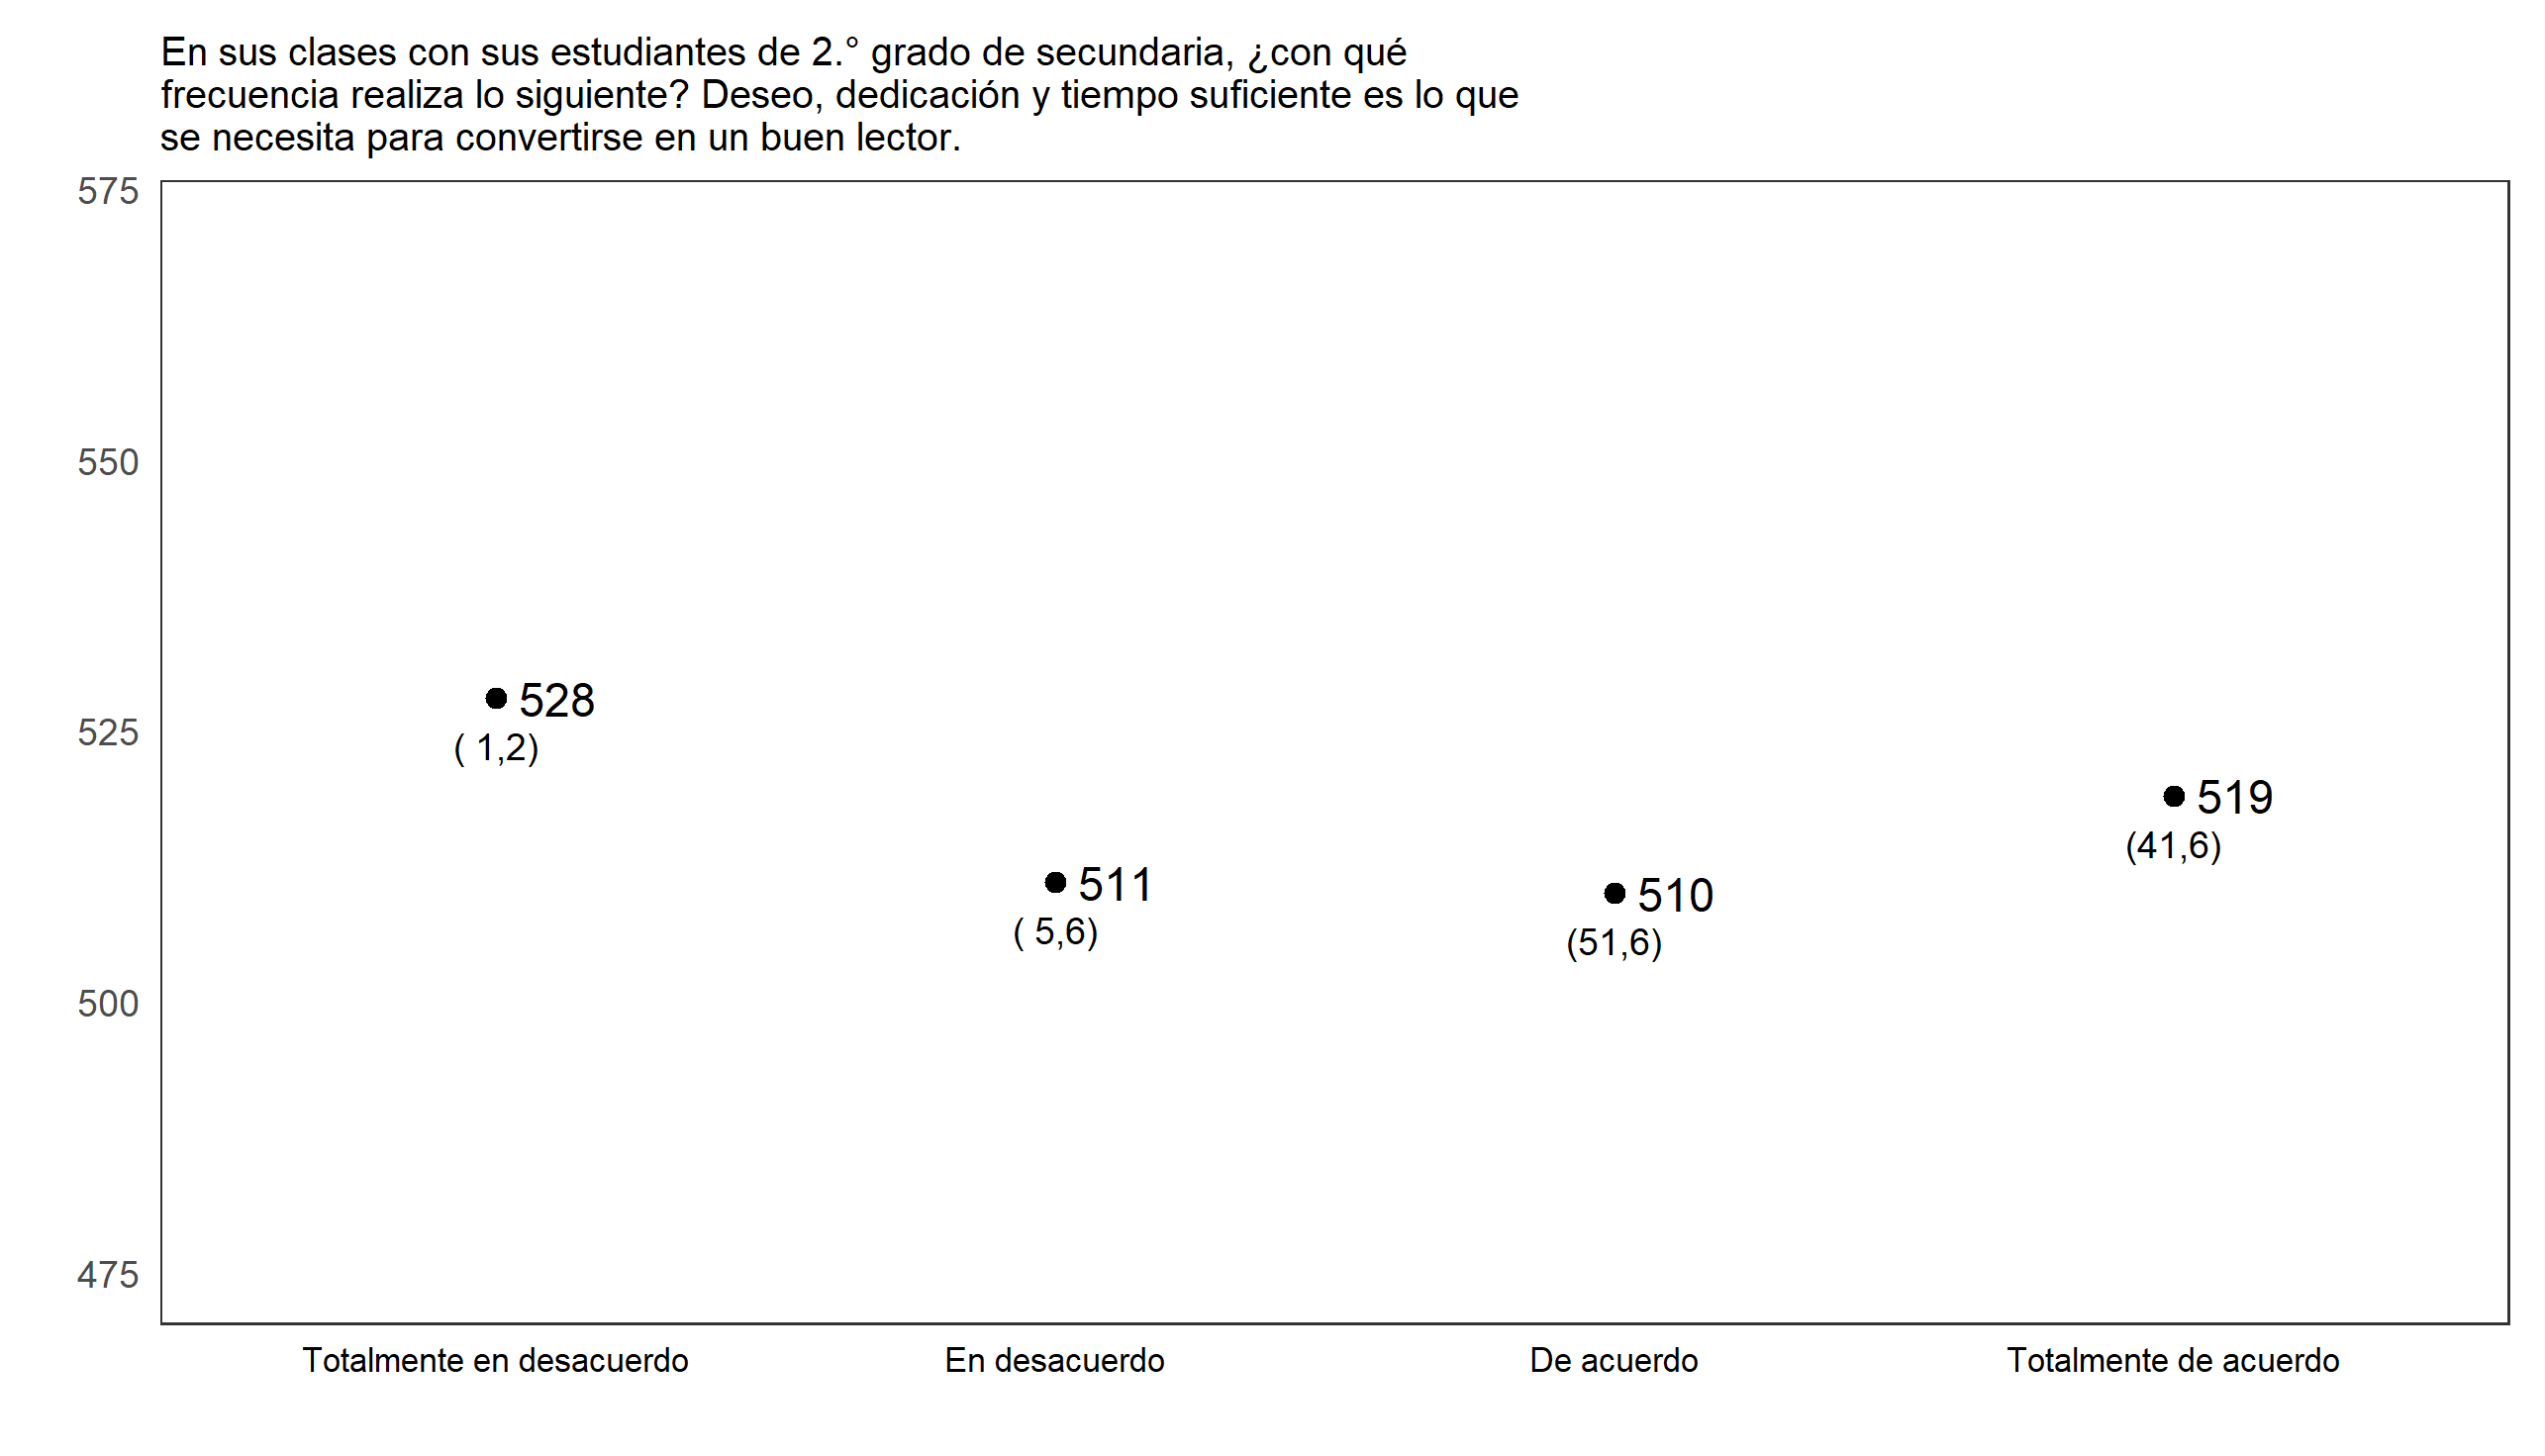 En sus clases con sus estudiantes de 2.° grado de secundaria, ¿con qué
frecuencia realiza lo siguiente? Deseo, dedicación y tiempo suficiente es lo que
se necesita para convertirse en un buen lector.
575
550
525
500
475
528
( 1,2)
511
( 5,6)
510
(51,6)
519
(41,6)
Totalmente en desacuerdo
En desacuerdo
De acuerdo
Totalmente de acuerdo